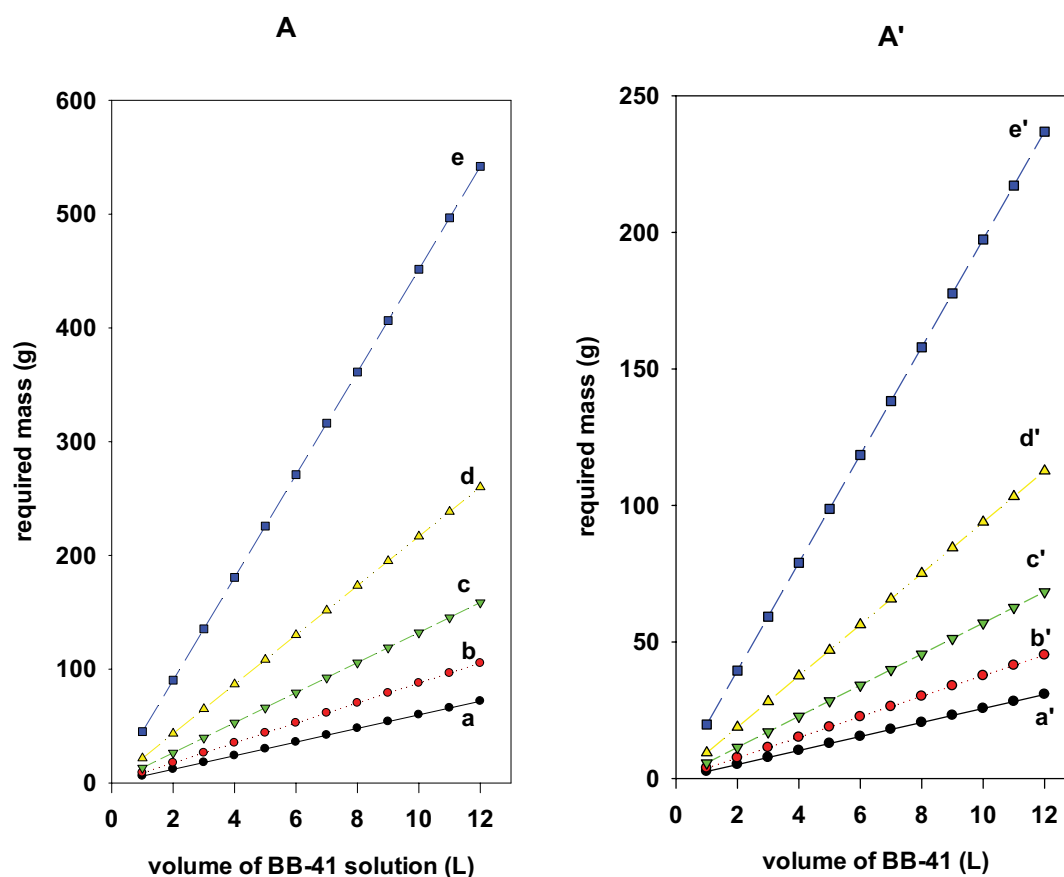 A
600
500
400
300
200
100
0
required mass (g)
e
d
c
b
a
0 2 4 6 8 10 12
volume of BB-41 solution (L)
A'
250
200
150
100
50
0
required mass (g)
e'
d'
c'
b'
a'
0 2 4 6 8 10 12
volume of BB-41 (L)